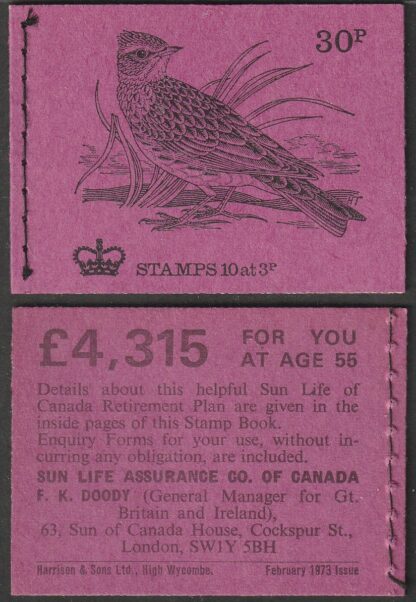 30P
HT
STAMPS 10 at 3P
£4,315 FOR YOU
AT AGE 55
Details about this helpful Sun Life of
Canada Retirement Plan are given in the
inside pages of this Stamp Book.
Enquiry Forms for your use, without in-
curring any obligation, are included.
SUN LIFE ASSURANCE CO. OF CANADA
F. K. DOODY (General Manager for Gt.
Britain and Ireland),
63, Sun of Canada House, Cockspur St.,
London, SW1Y 5BH
Harrison & Sons Ltd., High Wycombe. February 1973 Issue